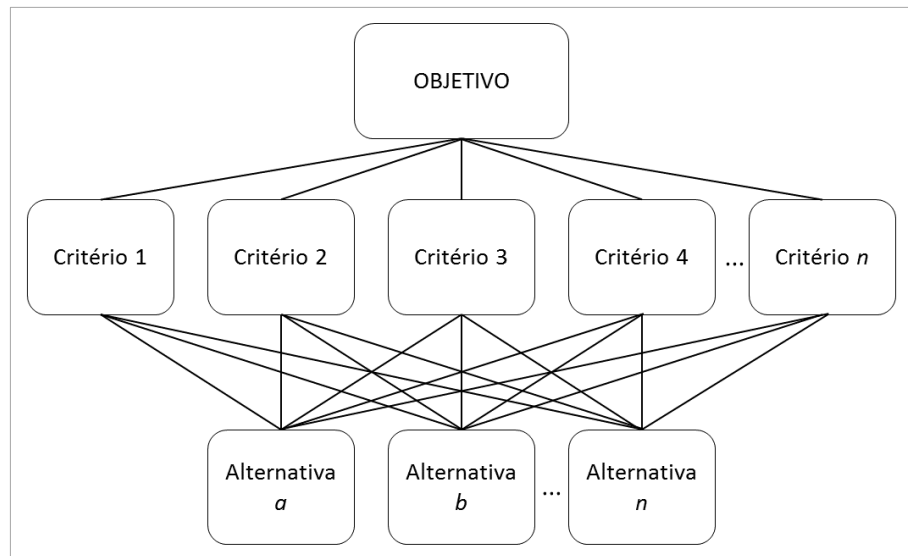 OBJETIVO
Critério 1
Critério 2
Critério 3
Critério 4
...
Critério n
Alternativa
a
Alternativa
b
...
Alternativa
n